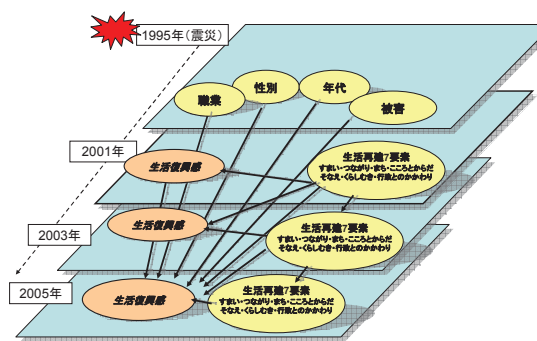 1995年（震災）
職業
性別
年代
被害
2001年
生活復興感
生活再建7要素
すまい・つながり・まち・こころとからだ
そなえ・くらしむき・行政とのかかわり
2003年
生活復興感
生活再建7要素
すまい・つながり・まち・こころとからだ
そなえ・くらしむき・行政とのかかわり
2005年
生活復興感
生活再建7要素
すまい・つながり・まち・こころとからだ
そなえ・くらしむき・行政とのかかわり